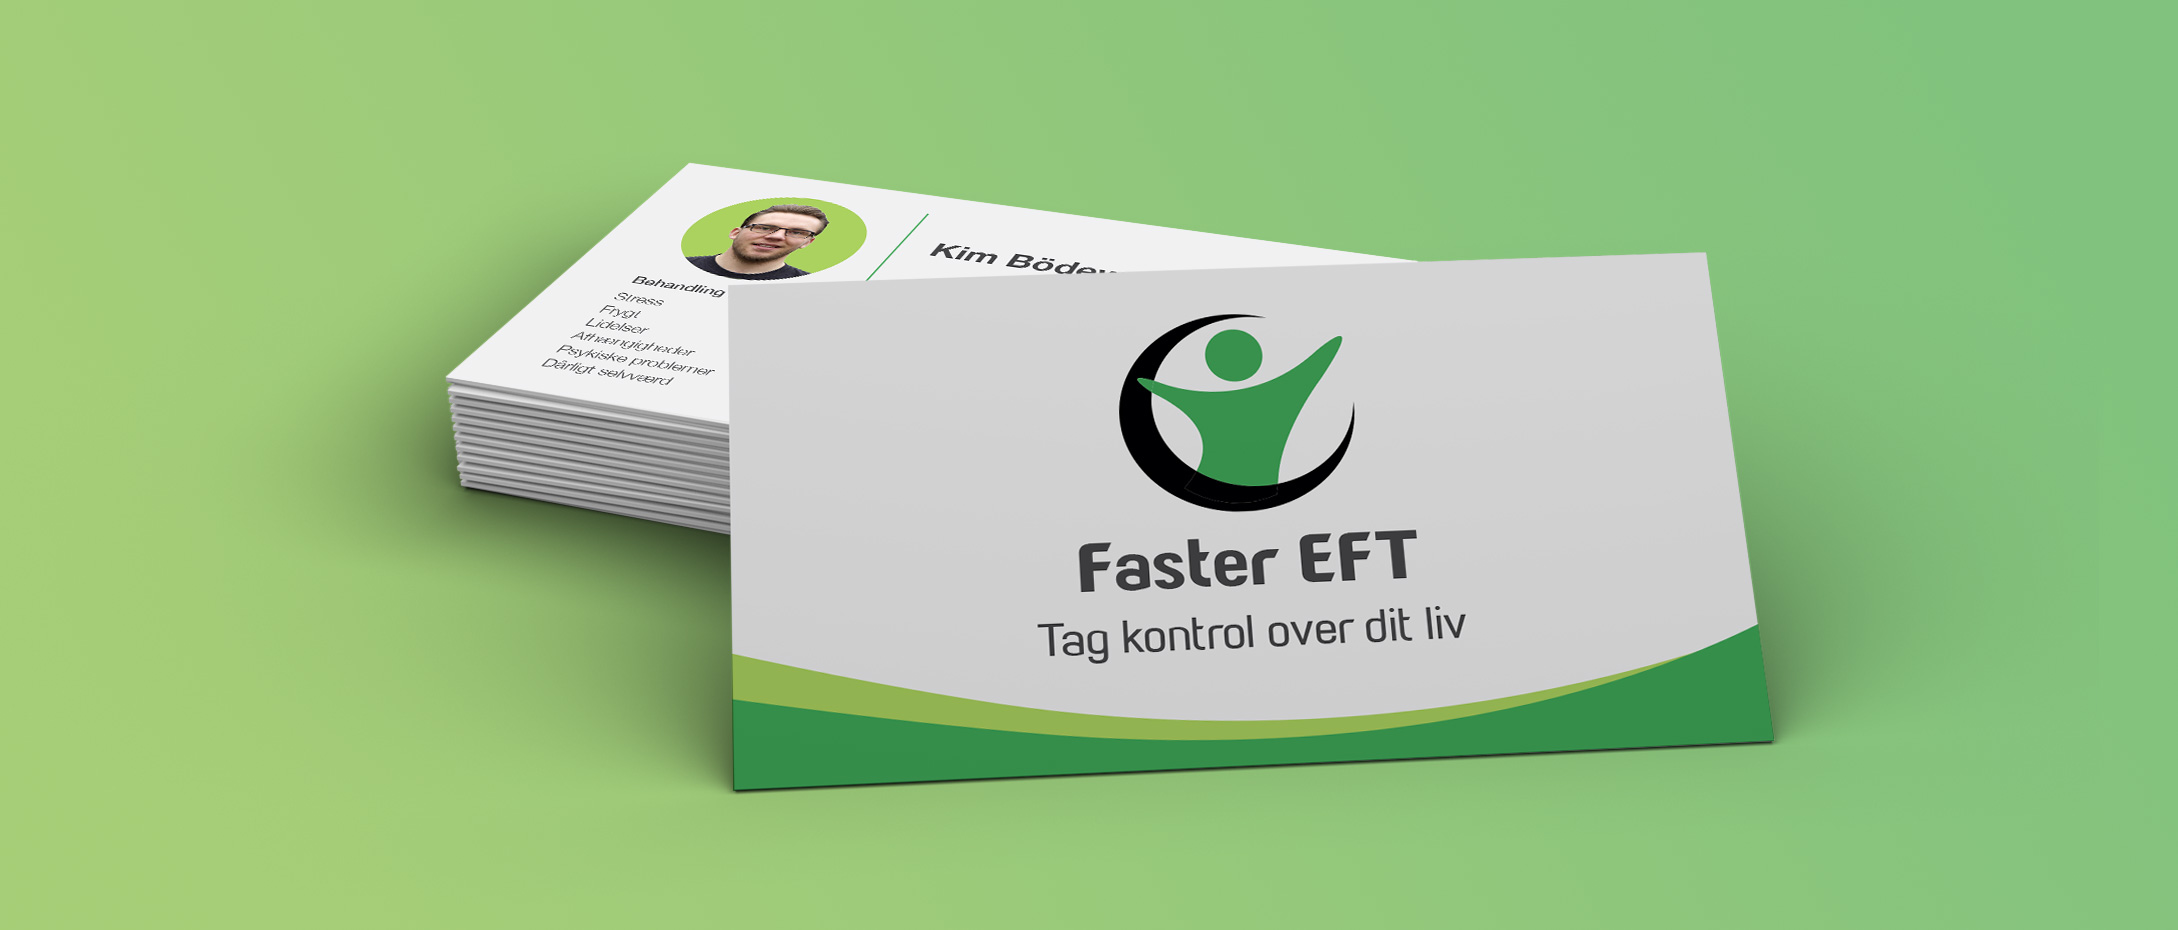 Kim Böde
Behandling
Stress
Frygt
Lidelser
Afhængigheder
Psykiske problemer
Dårligt selvværd
Faster EFT
Tag kontrol over dit liv